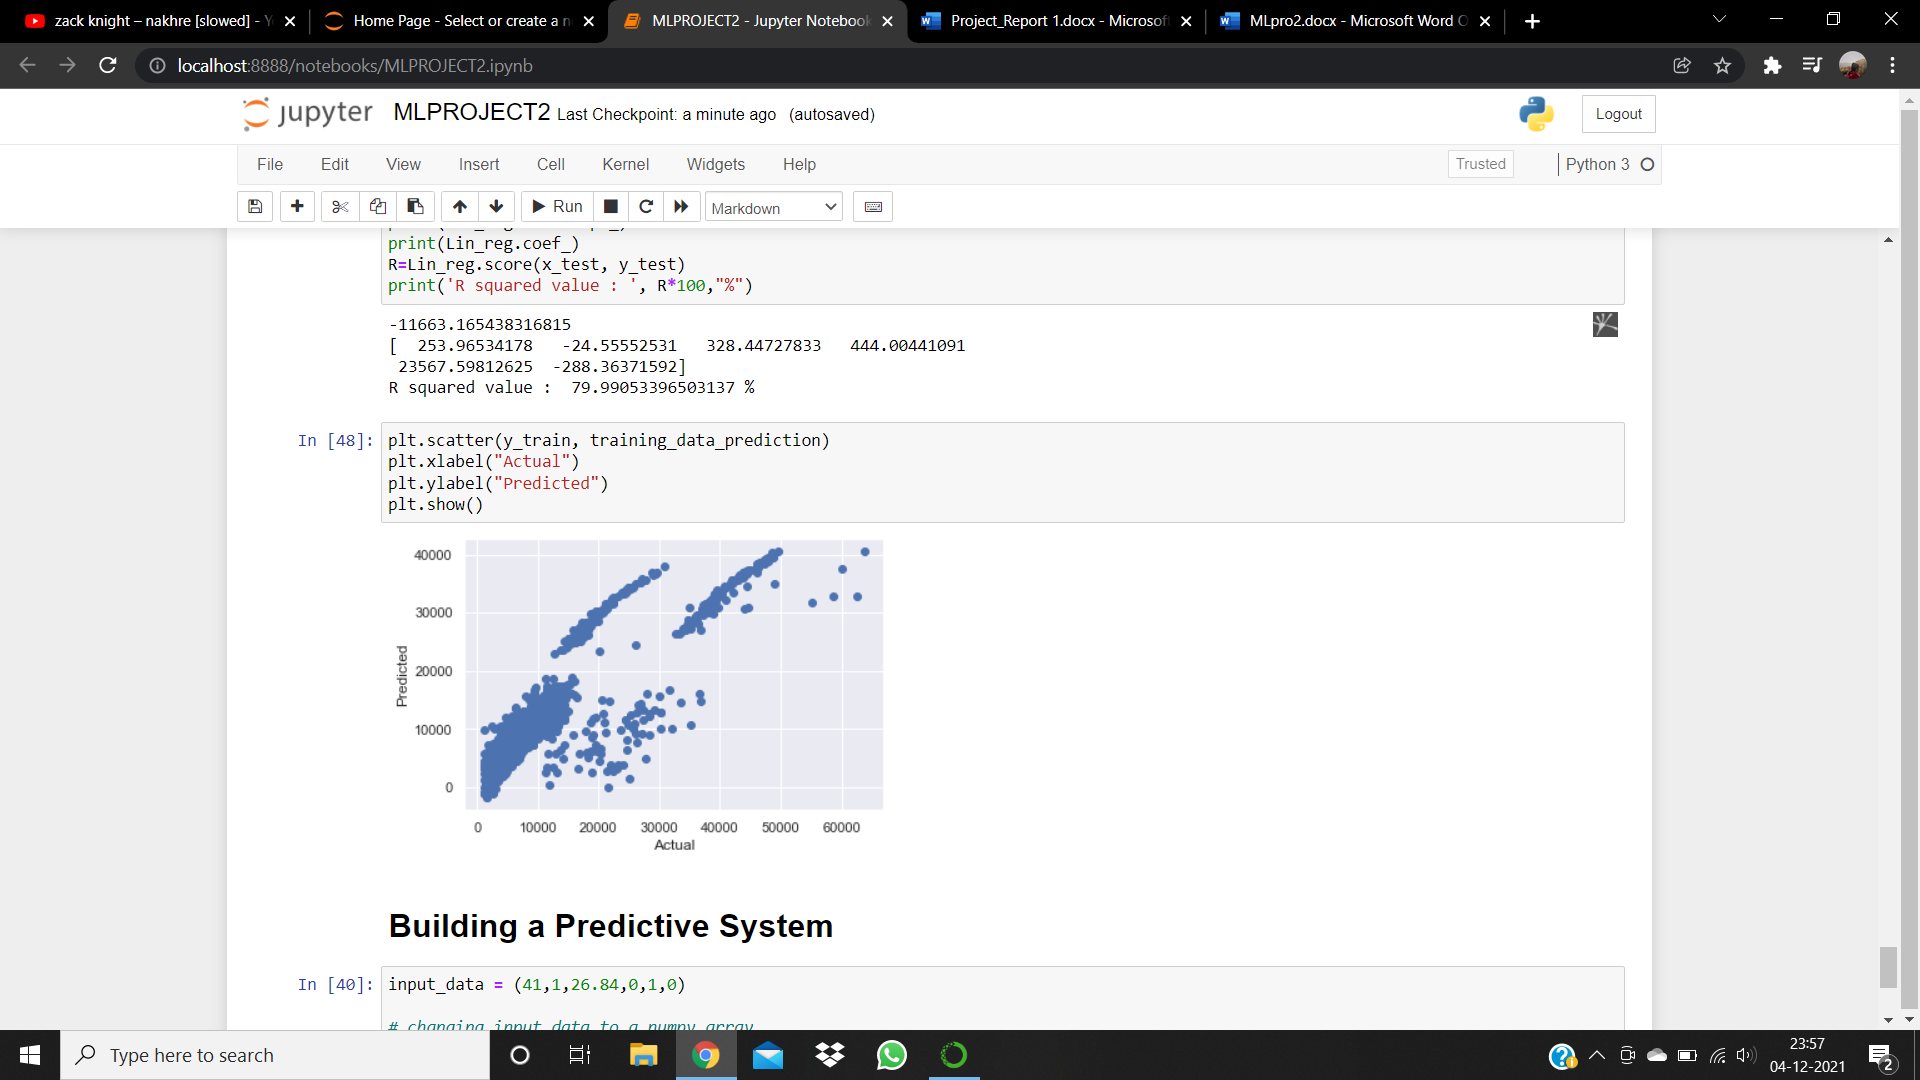 zack knight – nakhre [slowed] - Y
Home Page - Select or create a n
MLPROJECT2 - Jupyter Notebook
Project_Report 1.docx - Microsof
MLpro2.docx - Microsoft Word O
localhost:8888/notebooks/MLPROJECT2.ipynb
jupyter MLPROJECT2 Last Checkpoint: a minute ago (autosaved)
Logout
File Edit View Insert Cell Kernel Widgets Help
Trusted
Python 3
Run
Markdown
print(Lin_reg.coef_)
R=Lin_reg.score(x_test, y_test)
print('R squared value : ', R*100,"%")
-11663.165438316815
[ 253.96534178 -24.55552531 328.44727833 444.00441091
23567.59812625 -288.36371592]
R squared value : 79.99053396503137 %
In [48]: plt.scatter(y_train, training_data_prediction)
plt.xlabel("Actual")
plt.ylabel("Predicted")
plt.show()
40000
30000
20000
10000
0
Predicted
0 10000 20000 30000 40000 50000 60000
Actual
Building a Predictive System
In [40]: input_data = (41,1,26.84,0,1,0)
# changing input_data to a numpy array
Type here to search
23:57
04-12-2021
2